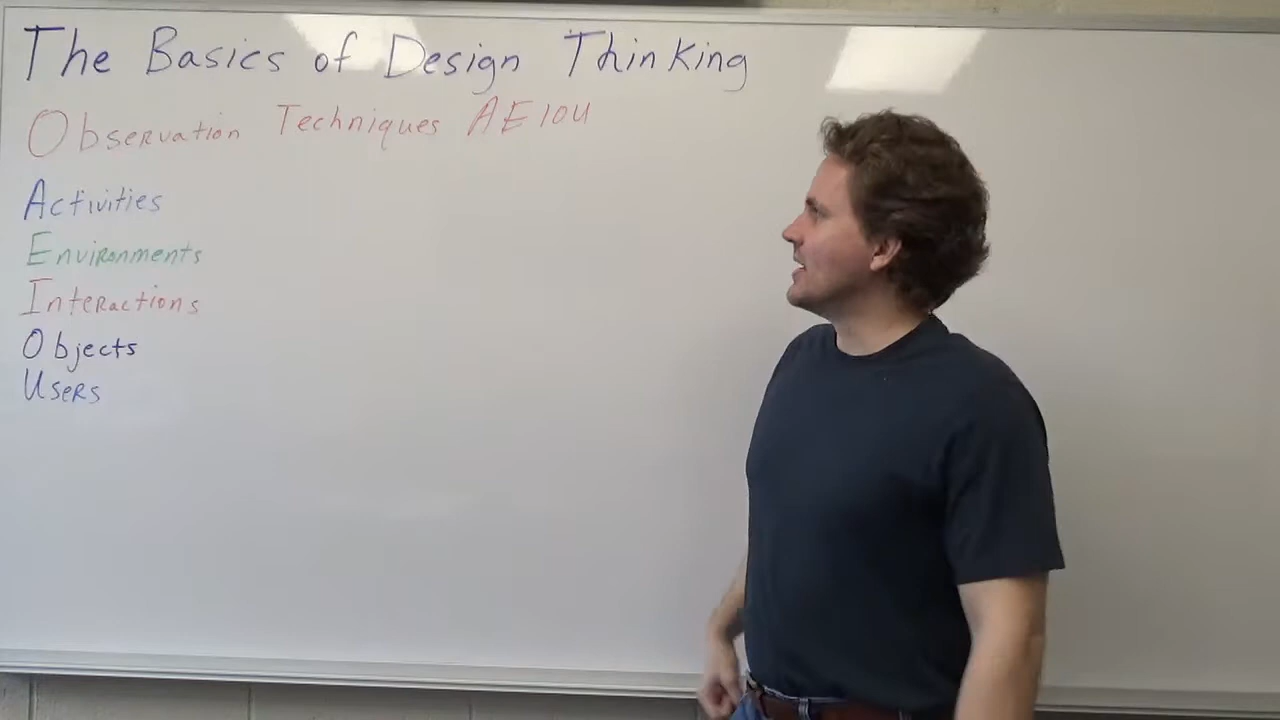 The Basics of Design Thinking
Observation Techniques AEIOU
Activities
Environments
Interactions
Objects
Users